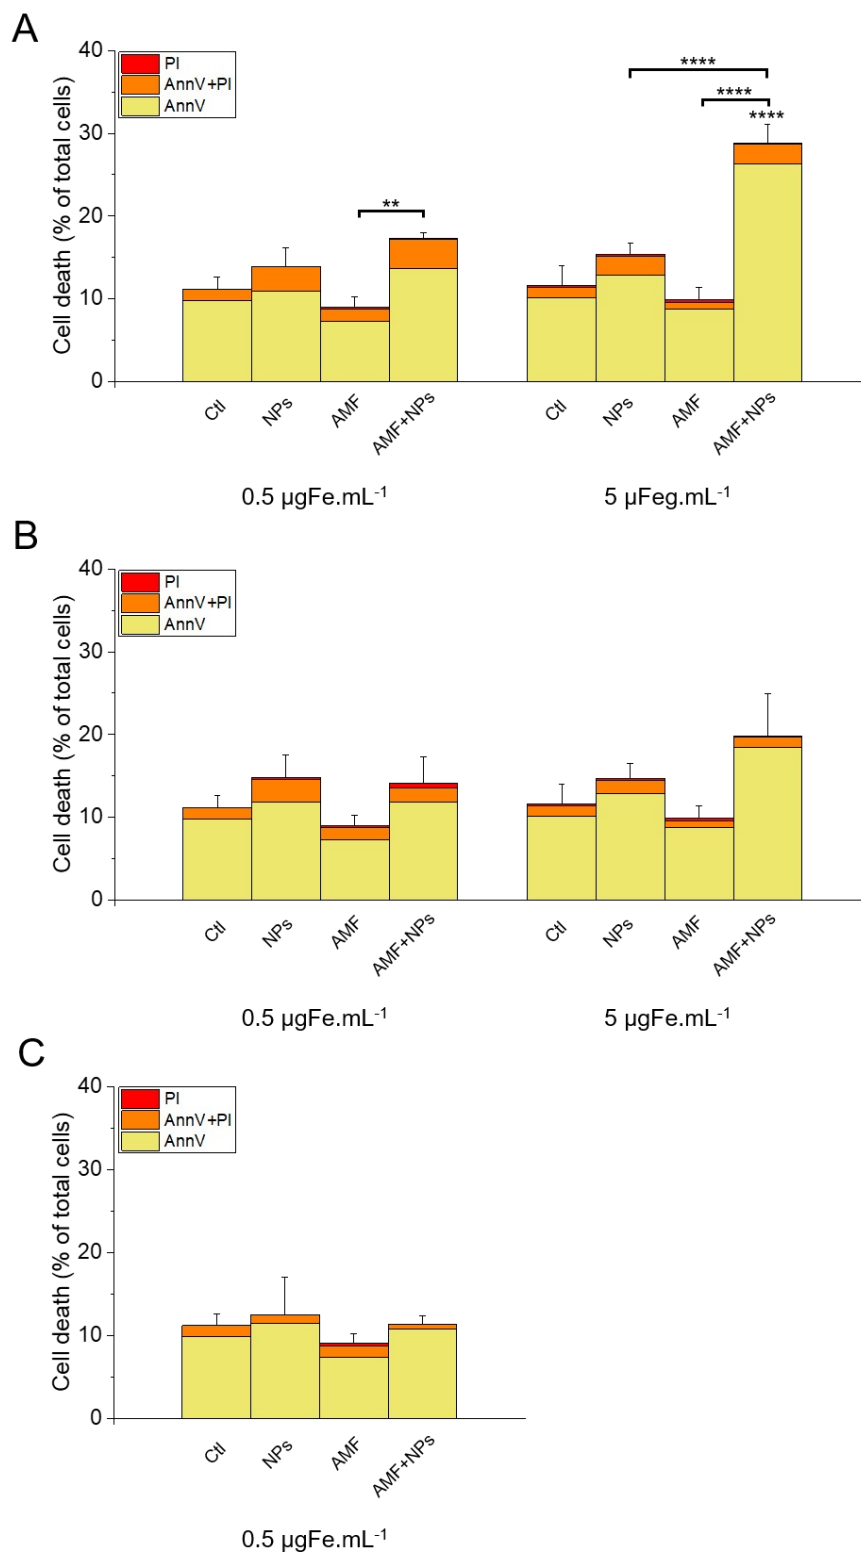 A
Cell death (% of total cells)
40
30
20
10
0
PI
AnnV+PI
AnnV
**
****
****
****
Ctl
NPs
AMF
AMF+NPs
Ctl
NPs
AMF
AMF+NPs
0.5 µgFe.mL⁻¹
5 µFeg.mL⁻¹
B
Cell death (% of total cells)
40
30
20
10
0
PI
AnnV+PI
AnnV
Ctl
NPs
AMF
AMF+NPs
Ctl
NPs
AMF
AMF+NPs
0.5 µgFe.mL⁻¹
5 µgFe.mL⁻¹
C
Cell death (% of total cells)
40
30
20
10
0
PI
AnnV+PI
AnnV
Ctl
NPs
AMF
AMF+NPs
0.5 µgFe.mL⁻¹